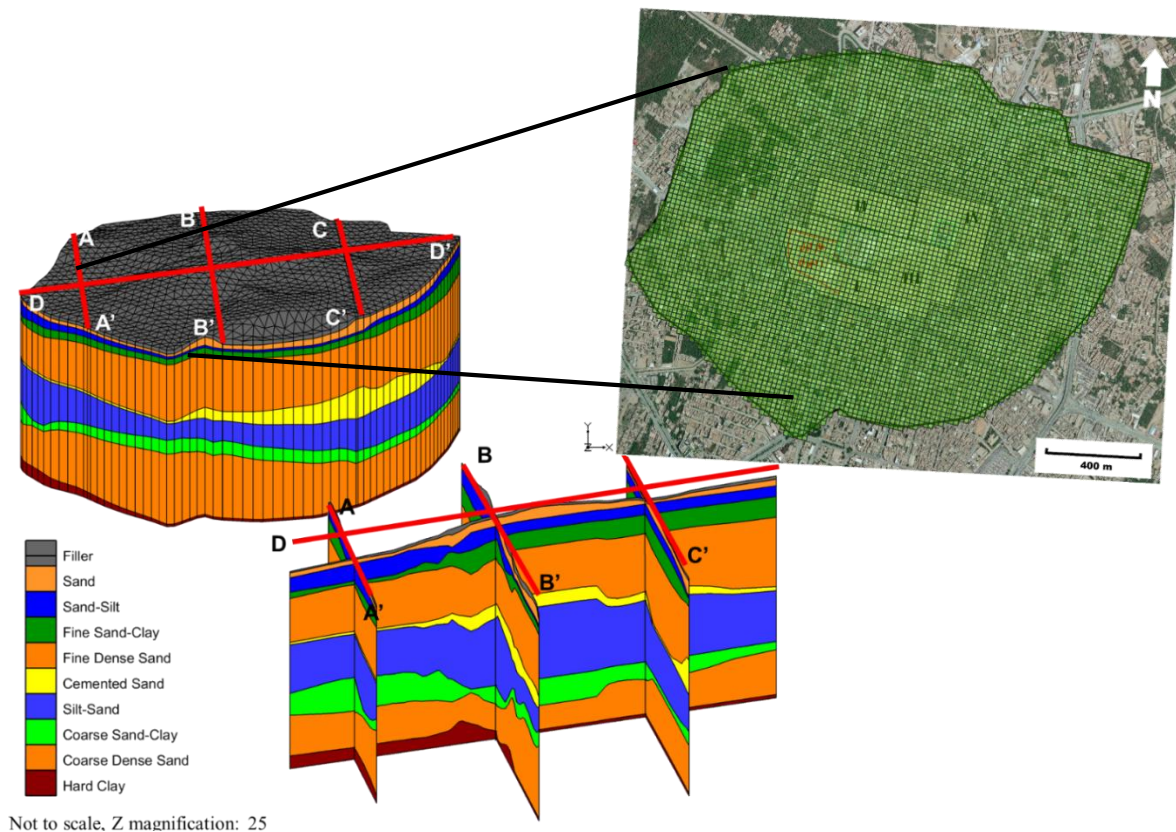 N
400 m
Y
Z
X
A
B
C
D'
D
A'
B'
C'
B
A
D
C'
B'
A'
Filler
Sand
Sand-Silt
Fine Sand-Clay
Fine Dense Sand
Cemented Sand
Silt-Sand
Coarse Sand-Clay
Coarse Dense Sand
Hard Clay
Not to scale, Z magnification: 25